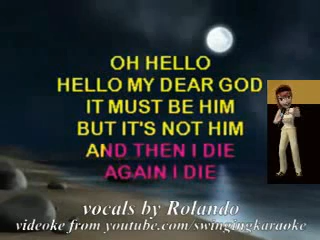 OH HELLO
HELLO MY DEAR GOD
IT MUST BE HIM
BUT IT'S NOT HIM
AND THEN I DIE
AGAIN I DIE
vocals by Rolando
videoke from youtube.com/swingingkaraoke